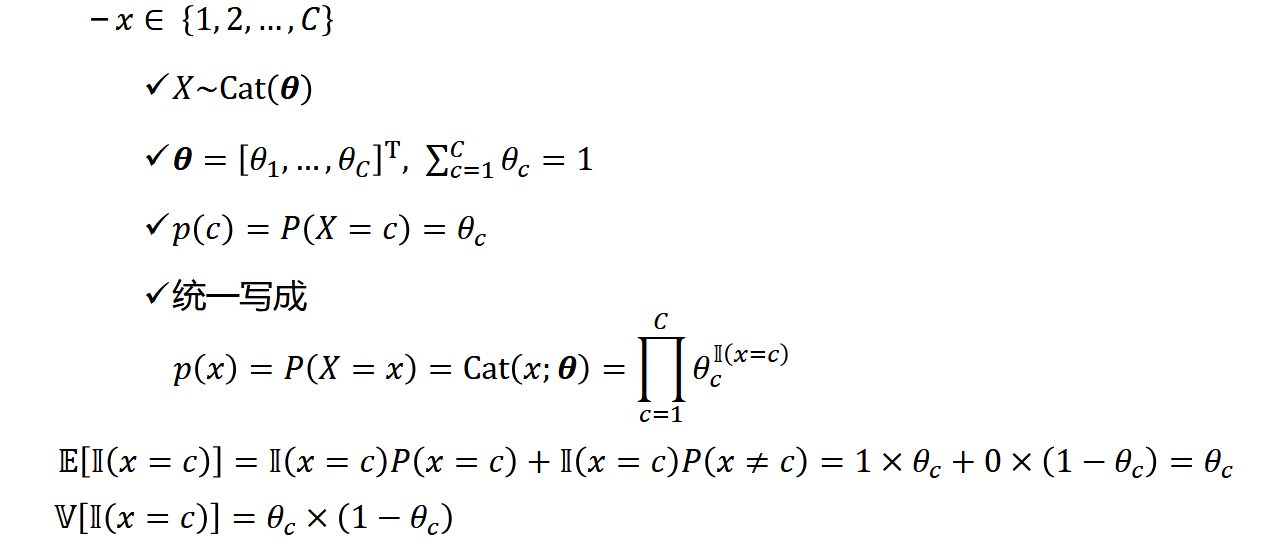 – x ∈ {1, 2, … , C}
✓ X~Cat(θ)
✓ θ = [θ₁, … , θ_C]ᵀ, ∑_{c=1}^{C} θ_c = 1
✓ p(c) = P(X = c) = θ_c
✓ 统一写成
p(x) = P(X = x) = Cat(x; θ) = ∏_{c=1}^{C} θ_c^{𝕀(x=c)}
𝔼[𝕀(x = c)] = 𝕀(x = c)P(x = c) + 𝕀(x = c)P(x ≠ c) = 1 × θ_c + 0 × (1 − θ_c) = θ_c
𝕍[𝕀(x = c)] = θ_c × (1 − θ_c)